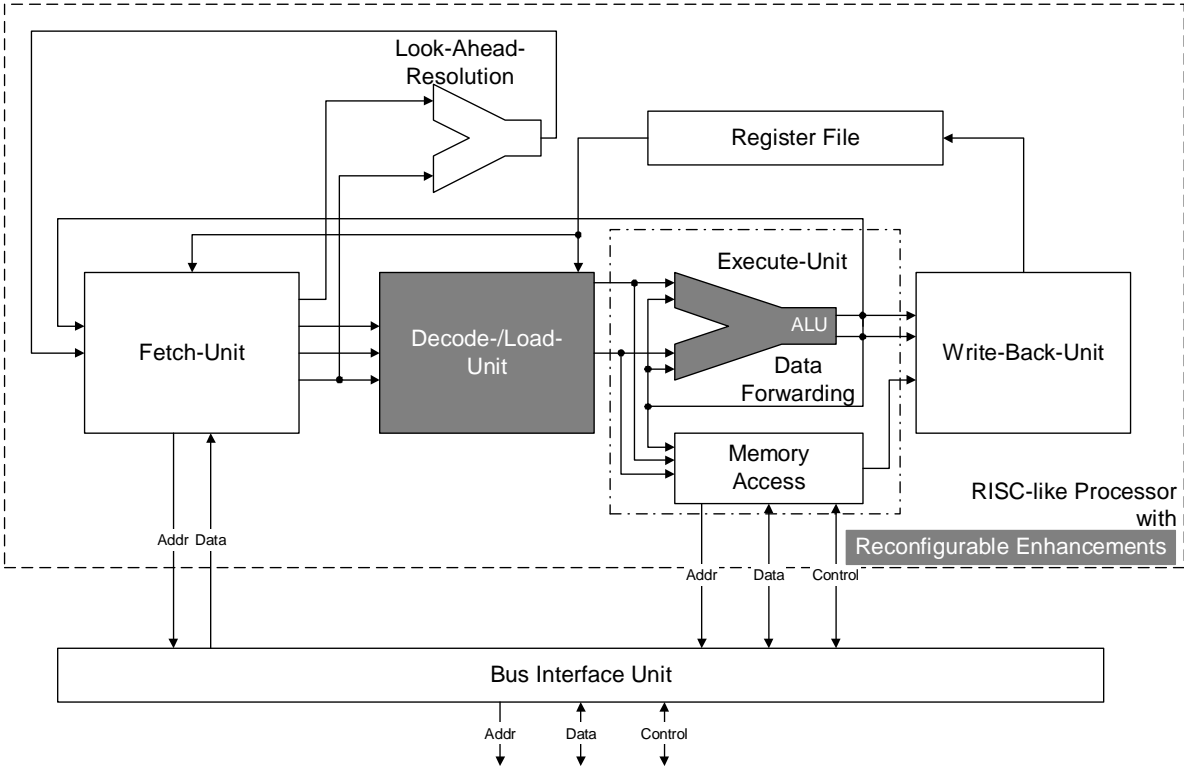 Look-Ahead-
Resolution
Register File
Execute-Unit
Fetch-Unit
Decode-/Load-
Unit
ALU
Write-Back-Unit
Data
Forwarding
Memory
Access
RISC-like Processor
with
Reconfigurable Enhancements
Addr Data
Addr Data Control
Bus Interface Unit
Addr Data Control